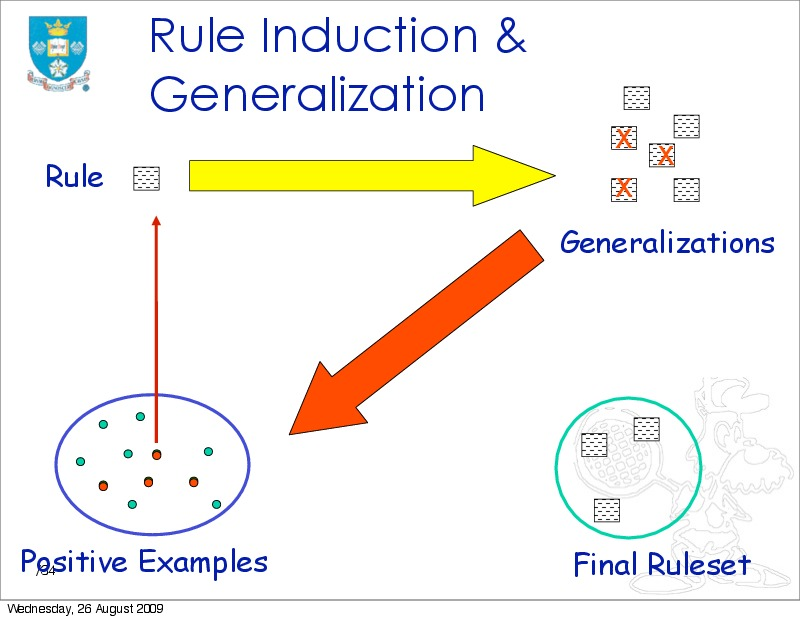 Rule Induction &
Generalization
Rule
X
X
X
Generalizations
Positive Examples
/34
Final Ruleset
Wednesday, 26 August 2009